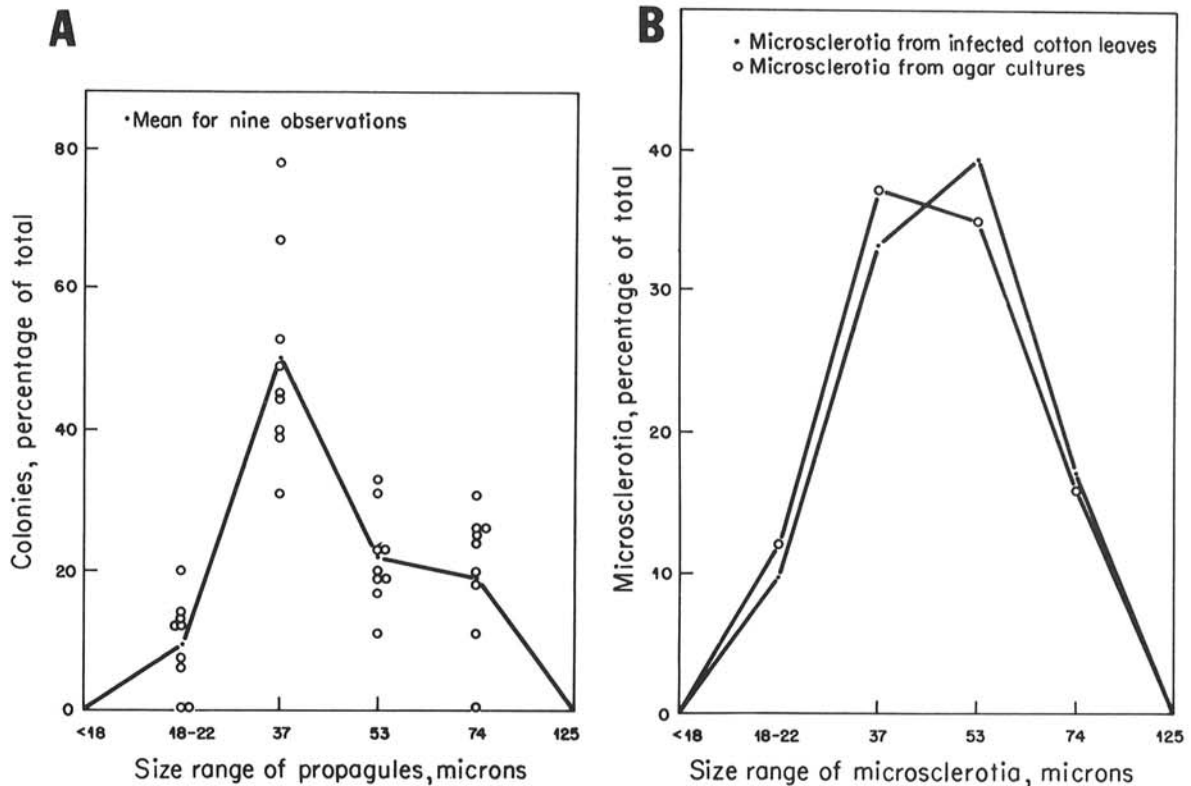 A
•Mean for nine observations
80
60
40
20
0
<18
18-22
37
53
74
125
Colonies, percentage of total
Size range of propagules, microns
B
• Microsclerotia from infected cotton leaves
o Microsclerotia from agar cultures
40
30
20
10
0
<18
18-22
37
53
74
125
Microsclerotia, percentage of total
Size range of microsclerotia, microns